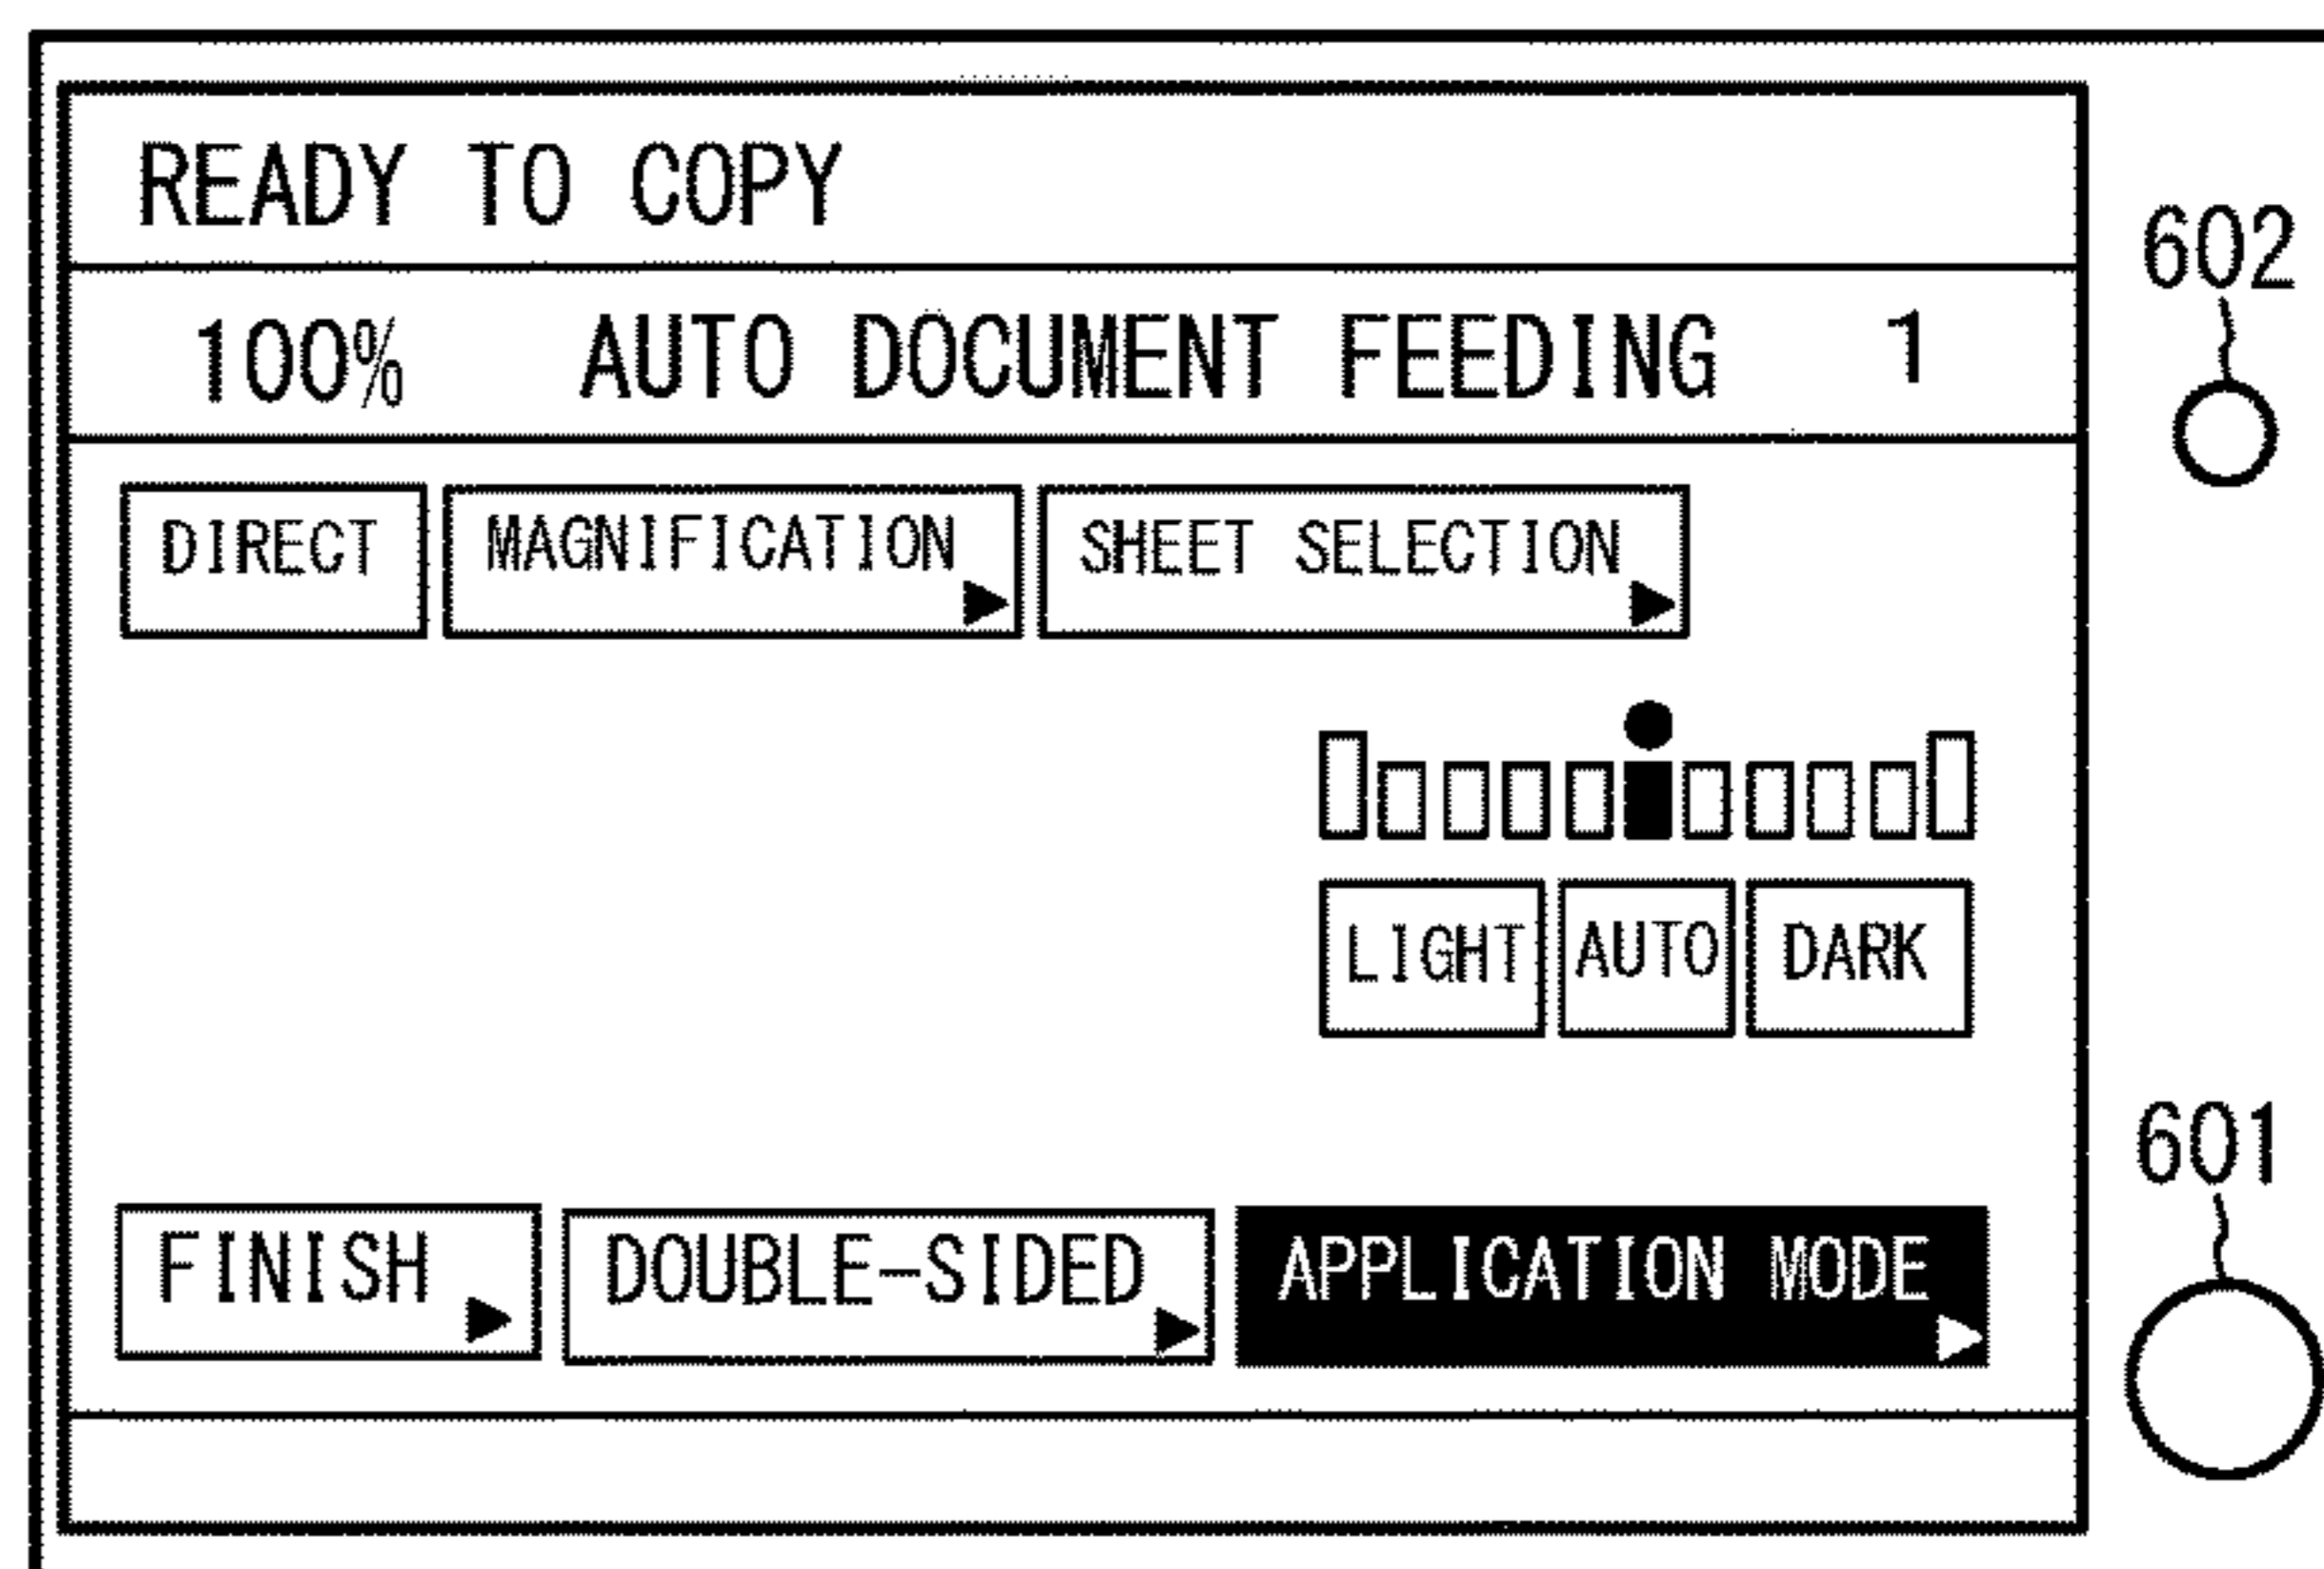 READY TO COPY
602
100% AUTO DOCUMENT FEEDING 1
DIRECT MAGNIFICATION SHEET SELECTION
LIGHT AUTO DARK
601
FINISH DOUBLE-SIDED APPLICATION MODE